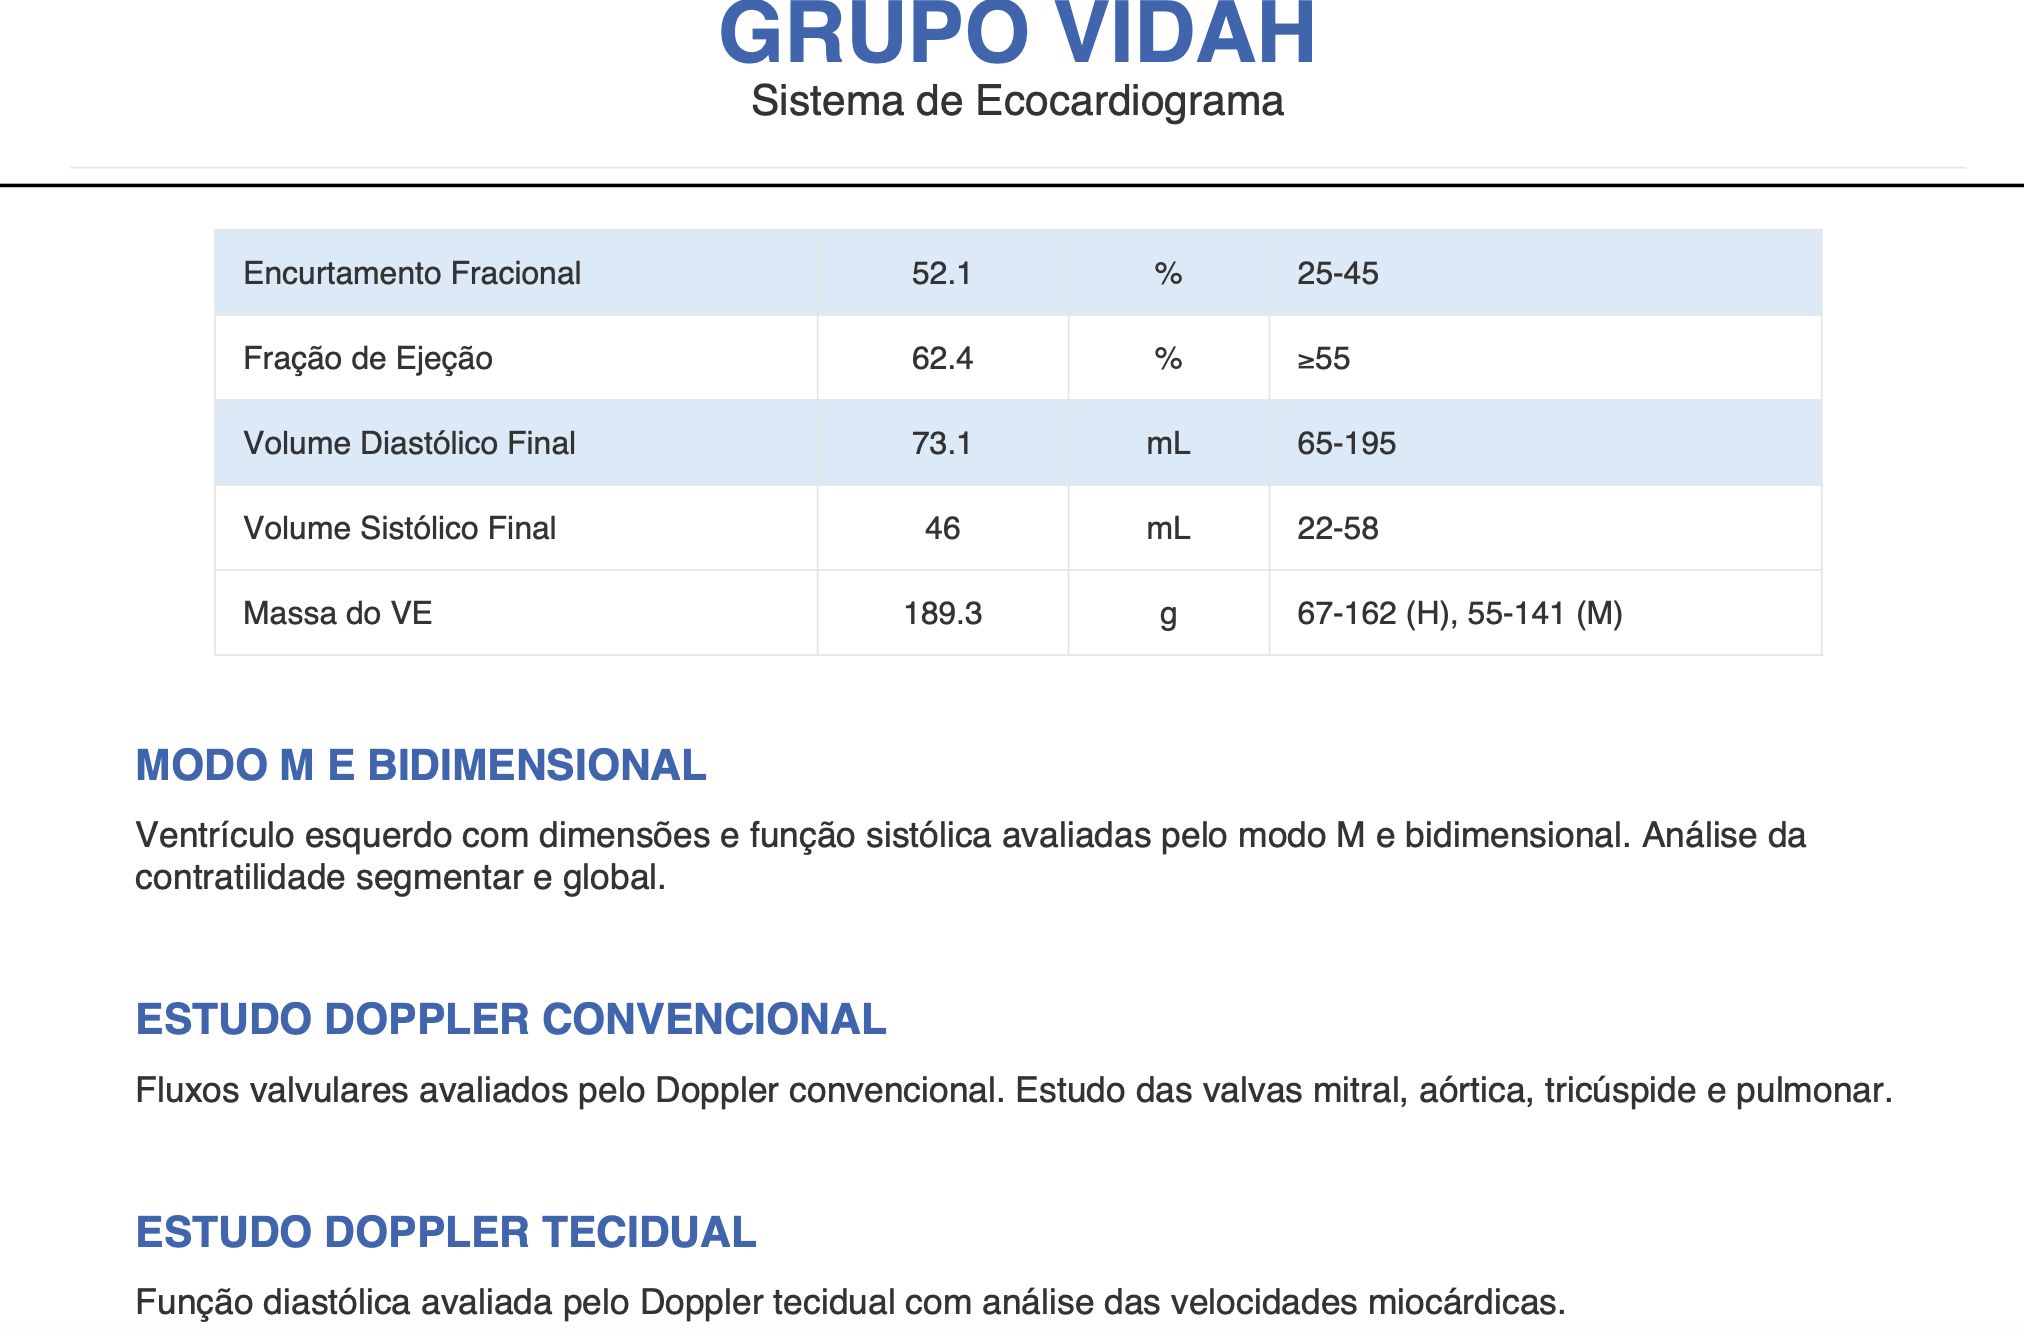 GRUPO VIDAH
Sistema de Ecocardiograma
Encurtamento Fracional 52.1 % 25-45
Fração de Ejeção 62.4 % ≥55
Volume Diastólico Final 73.1 mL 65-195
Volume Sistólico Final 46 mL 22-58
Massa do VE 189.3 g 67-162 (H), 55-141 (M)
MODO M E BIDIMENSIONAL
Ventrículo esquerdo com dimensões e função sistólica avaliadas pelo modo M e bidimensional. Análise da
contratilidade segmentar e global.
ESTUDO DOPPLER CONVENCIONAL
Fluxos valvulares avaliados pelo Doppler convencional. Estudo das valvas mitral, aórtica, tricúspide e pulmonar.
ESTUDO DOPPLER TECIDUAL
Função diastólica avaliada pelo Doppler tecidual com análise das velocidades miocárdicas.